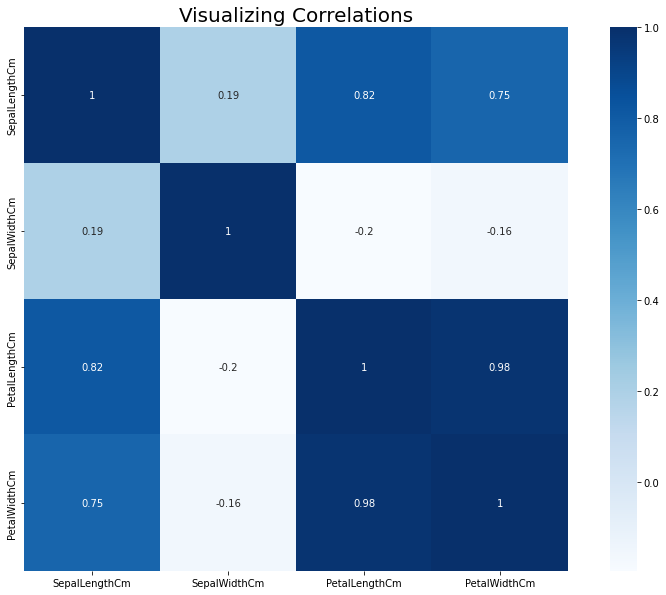 Visualizing Correlations
SepalLengthCm
1 0.19 0.82 0.75
SepalWidthCm
0.19 1 -0.2 -0.16
PetalLengthCm
0.82 -0.2 1 0.98
PetalWidthCm
0.75 -0.16 0.98 1
SepalLengthCm SepalWidthCm PetalLengthCm PetalWidthCm
1.0
0.8
0.6
0.4
0.2
0.0